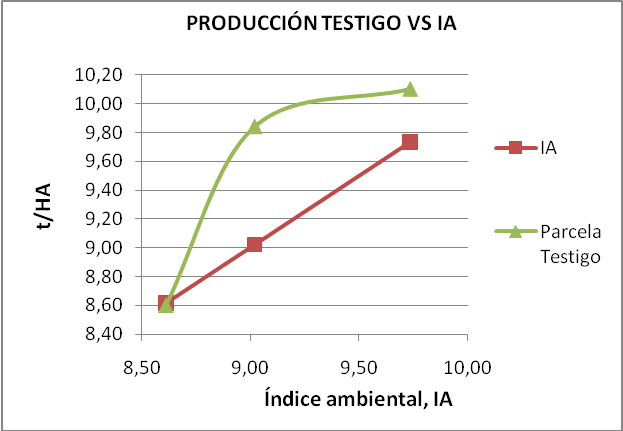 PRODUCCIÓN TESTIGO VS IA
t/HA
10,20
10,00
9,80
9,60
9,40
9,20
9,00
8,80
8,60
8,40
8,50 9,00 9,50 10,00
Índice ambiental, IA
IA
Parcela
Testigo